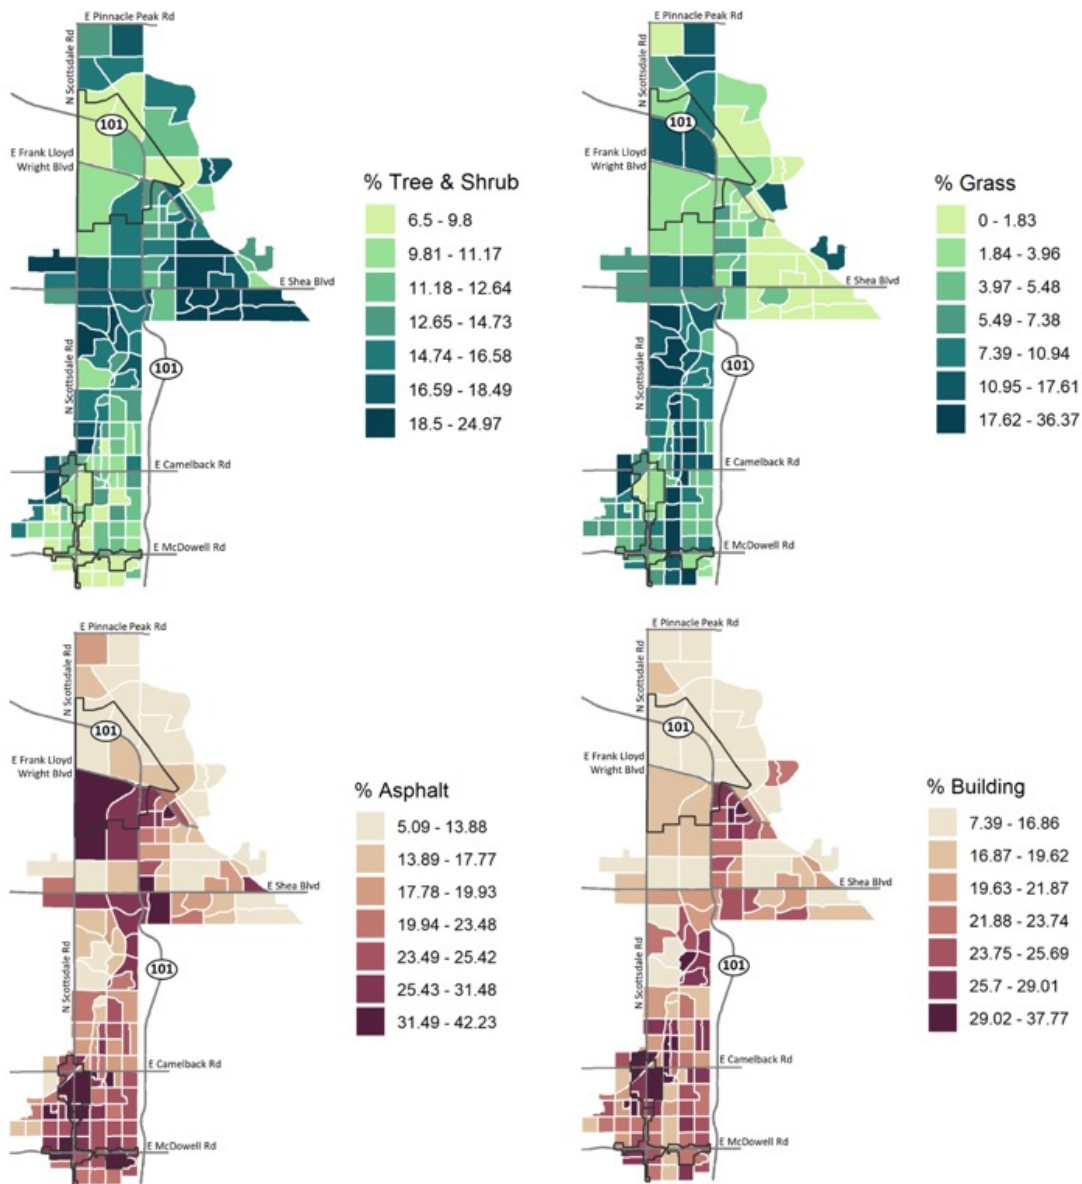 E Pinnacle Peak Rd
N Scottsdale Rd
101
E Frank Lloyd
Wright Blvd
E Shea Blvd
N Scottsdale Rd
101
E Camelback Rd
E McDowell Rd
% Tree & Shrub
6.5 - 9.8
9.81 - 11.17
11.18 - 12.64
12.65 - 14.73
14.74 - 16.58
16.59 - 18.49
18.5 - 24.97
E Pinnacle Peak Rd
N Scottsdale Rd
101
E Frank Lloyd
Wright Blvd
E Shea Blvd
N Scottsdale Rd
101
E Camelback Rd
E McDowell Rd
% Grass
0 - 1.83
1.84 - 3.96
3.97 - 5.48
5.49 - 7.38
7.39 - 10.94
10.95 - 17.61
17.62 - 36.37
E Pinnacle Peak Rd
N Scottsdale Rd
101
E Frank Lloyd
Wright Blvd
E Shea Blvd
N Scottsdale Rd
101
E Camelback Rd
E McDowell Rd
% Asphalt
5.09 - 13.88
13.89 - 17.77
17.78 - 19.93
19.94 - 23.48
23.49 - 25.42
25.43 - 31.48
31.49 - 42.23
E Pinnacle Peak Rd
N Scottsdale Rd
101
E Frank Lloyd
Wright Blvd
E Shea Blvd
N Scottsdale Rd
101
E Camelback Rd
E McDowell Rd
% Building
7.39 - 16.86
16.87 - 19.62
19.63 - 21.87
21.88 - 23.74
23.75 - 25.69
25.7 - 29.01
29.02 - 37.77